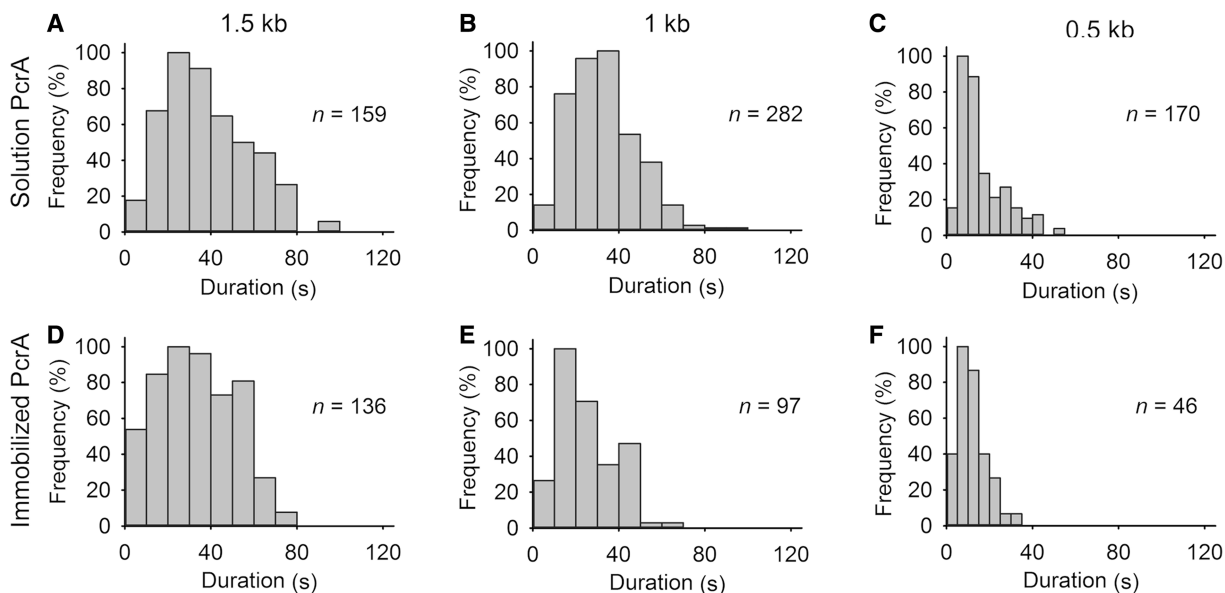 A 1.5 kb B 1 kb C 0.5 kb
Solution PcrA
Frequency (%)
100
80
60
40
20
0
n = 159
0 40 80 120
Duration (s)
Frequency (%)
100
80
60
40
20
0
n = 282
0 40 80 120
Duration (s)
Frequency (%)
100
80
60
40
20
0
n = 170
0 40 80 120
Duration (s)
Immobilized PcrA
D
Frequency (%)
100
80
60
40
20
0
n = 136
0 40 80 120
Duration (s)
E
Frequency (%)
100
80
60
40
20
0
n = 97
0 40 80 120
Duration (s)
F
Frequency (%)
100
80
60
40
20
0
n = 46
0 40 80 120
Duration (s)